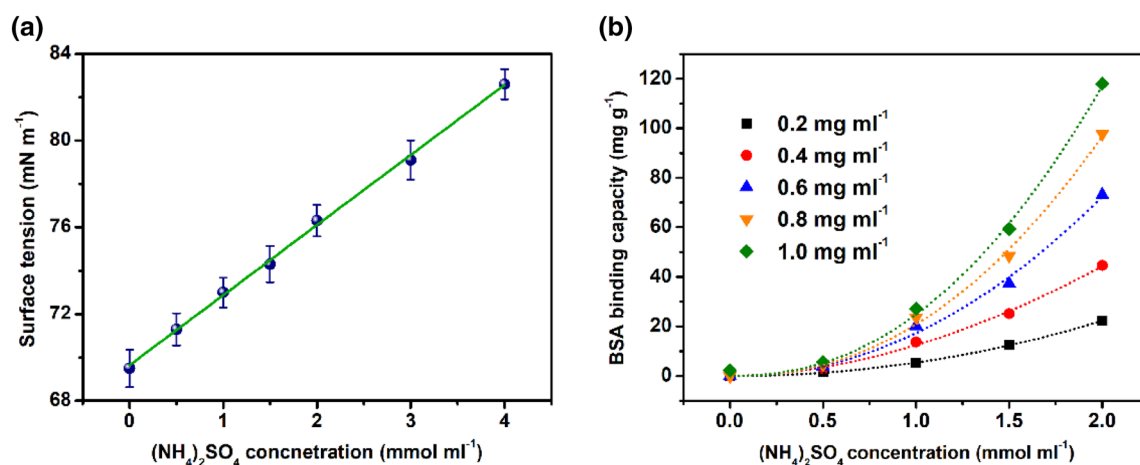 (a)
84
80
76
72
68
Surface tension (mN m⁻¹)
0 1 2 3 4
(NH₄)₂SO₄ concnetration (mmol ml⁻¹)
(b)
120
100
80
60
40
20
0
BSA binding capacity (mg g⁻¹)
0.2 mg ml⁻¹
0.4 mg ml⁻¹
0.6 mg ml⁻¹
0.8 mg ml⁻¹
1.0 mg ml⁻¹
0.0 0.5 1.0 1.5 2.0
(NH₄)₂SO₄ concentration (mmol ml⁻¹)